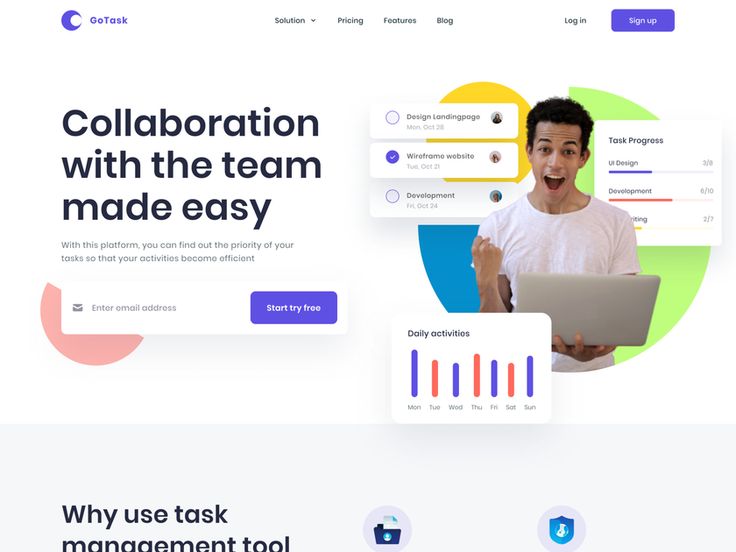 GoTask
Solution
Pricing
Features
Blog
Log in
Sign up
Collaboration
with the team
made easy
With this platform, you can find out the priority of your
tasks so that your activities become efficient
Enter email address
Start try free
Design Landingpage
Mon, Oct 28
Wireframe website
Tue, Oct 21
Development
Fri, Oct 24
Task Progress
UI Design 3/8
Development 6/10
riting 2/7
Daily activities
Mon Tue Wed Thu Fri Sat Sun
Why use task
management tool